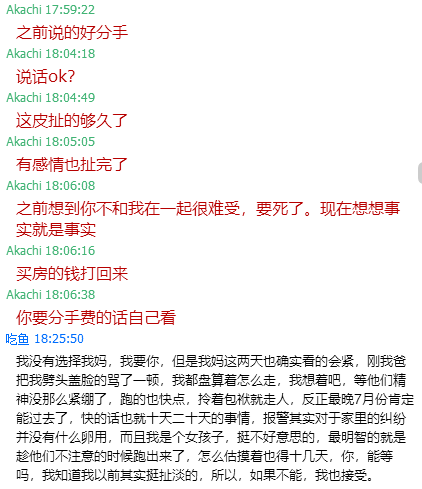 Akachi 17:59:22
之前说的好分手
Akachi 18:04:18
说话ok?
Akachi 18:04:49
这皮扯的够久了
Akachi 18:05:05
有感情也扯完了
Akachi 18:06:08
之前想到你不和我在一起很难受，要死了。现在想想事
实就是事实
Akachi 18:06:16
买房的钱打回来
Akachi 18:06:38
你要分手费的话自己看
吃鱼 18:25:50
我没有选择我妈，我要你，但是我妈这两天也确实看的会紧，刚我爸
把我劈头盖脸的骂了一顿，我都盘算着怎么走，我想着吧，等他们精
神没那么紧绷了，跑的也快点，拎着包袱就走人，反正最晚7月份肯定
能过去了，快的话也就十天二十天的事情，报警其实对于家里的纠纷
并没有什么卵用，而且我是个女孩子，挺不好意思的，最明智的就是
趁他们不注意的时候跑出来了，怎么估摸着也得十几天，你，能等
吗，我知道我以前其实挺扯淡的，所以，如果不能，我也接受。